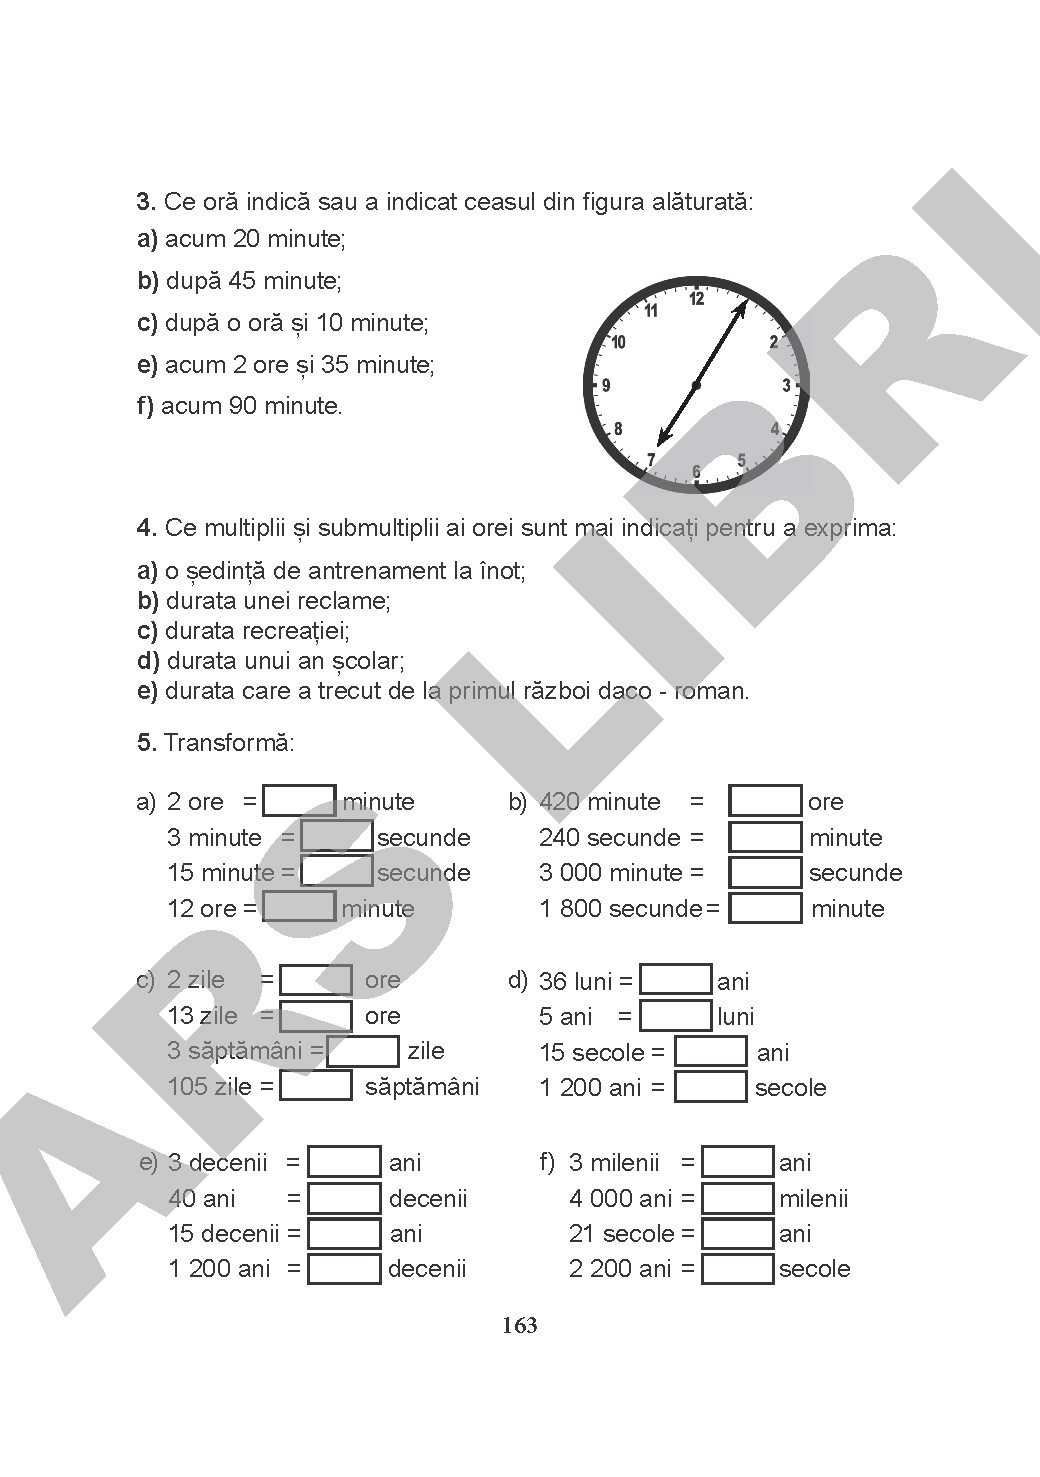 3. Ce oră indică sau a indicat ceasul din figura alăturată:
a) acum 20 minute;
b) după 45 minute;
c) după o oră și 10 minute;
e) acum 2 ore și 35 minute;
f) acum 90 minute.
12
11
10
2
9
3
8
4
7
5
6
4. Ce multiplii și submultiplii ai orei sunt mai indicați pentru a exprima:
a) o ședință de antrenament la înot;
b) durata unei reclame;
c) durata recreației;
d) durata unui an școlar;
e) durata care a trecut de la primul război daco - roman.
5. Transformă:
a) 2 ore = minute
3 minute = secunde
15 minute = secunde
12 ore = minute
b) 420 minute = ore
240 secunde = minute
3 000 minute = secunde
1 800 secunde = minute
c) 2 zile = ore
13 zile = ore
3 săptămâni = zile
105 zile = săptămâni
d) 36 luni = ani
5 ani = luni
15 secole = ani
1 200 ani = secole
e) 3 decenii = ani
40 ani = decenii
15 decenii = ani
1 200 ani = decenii
f) 3 milenii = ani
4 000 ani = milenii
21 secole = ani
2 200 ani = secole
163
ARS LIBRI